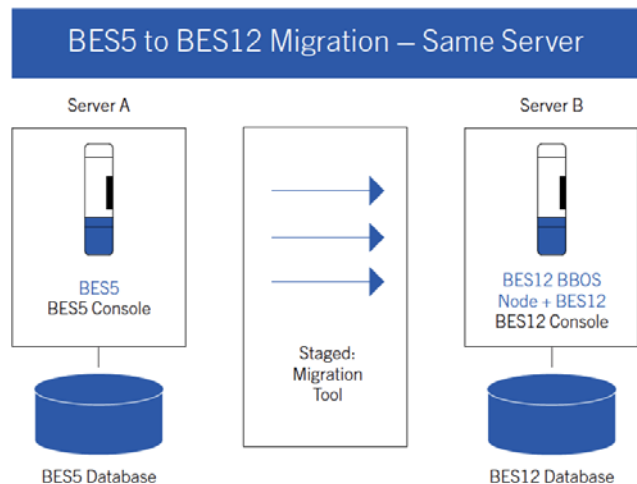 BES5 to BES12 Migration – Same Server
Server A
Server B
BES5
BES5 Console
Staged:
Migration
Tool
BES12 BBOS
Node + BES12
BES12 Console
BES5 Database
BES12 Database